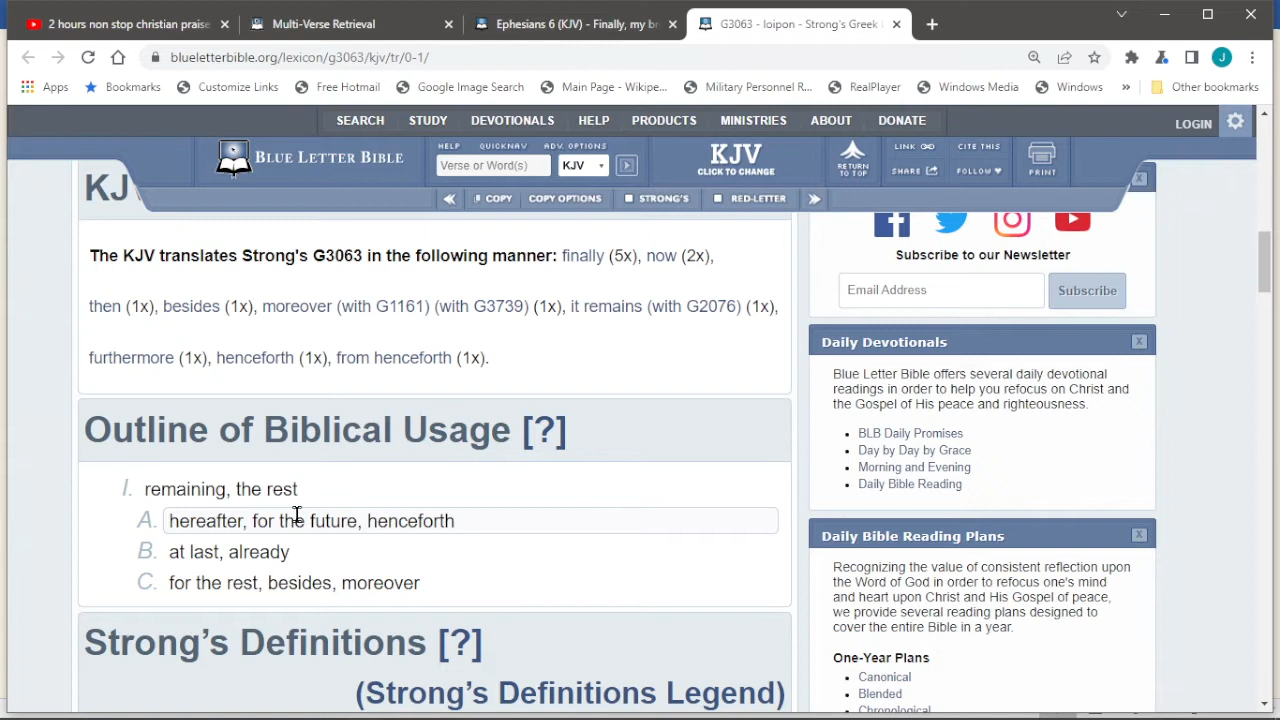 2 hours non stop christian praise
Multi-Verse Retrieval
Ephesians 6 (KJV) - Finally, my br
G3063 - loipon - Strong's Greek
blueletterbible.org/lexicon/g3063/kjv/tr/0-1/
J
Apps
Bookmarks
Customize Links
Free Hotmail
Google Image Search
Main Page - Wikipe...
Military Personnel R...
RealPlayer
Windows Media
Windows
»
Other bookmarks
SEARCH STUDY DEVOTIONALS HELP PRODUCTS MINISTRIES ABOUT DONATE
LOGIN
BLUE LETTER BIBLE
HELP QUICKNAV ADV. OPTIONS
Verse or Word(s)
KJV
KJV
CLICK TO CHANGE
RETURN
TO TOP
LINK
CITE THIS
SHARE
FOLLOW
PRINT
COPY COPY OPTIONS STRONG'S RED-LETTER
KJ
The KJV translates Strong's G3063 in the following manner: finally (5x), now (2x),
then (1x), besides (1x), moreover (with G1161) (with G3739) (1x), it remains (with G2076) (1x),
furthermore (1x), henceforth (1x), from henceforth (1x).
Outline of Biblical Usage [?]
I. remaining, the rest
A. hereafter, for the future, henceforth
B. at last, already
C. for the rest, besides, moreover
Strong's Definitions [?]
(Strong's Definitions Legend)
X
Subscribe to our Newsletter
Email Address
Subscribe
Daily Devotionals
X
Blue Letter Bible offers several daily devotional
readings in order to help you refocus on Christ and
the Gospel of His peace and righteousness.
• BLB Daily Promises
• Day by Day by Grace
• Morning and Evening
• Daily Bible Reading
Daily Bible Reading Plans
X
Recognizing the value of consistent reflection upon
the Word of God in order to refocus one's mind
and heart upon Christ and His Gospel of peace,
we provide several reading plans designed to
cover the entire Bible in a year.
One-Year Plans
• Canonical
• Blended
• Chronological